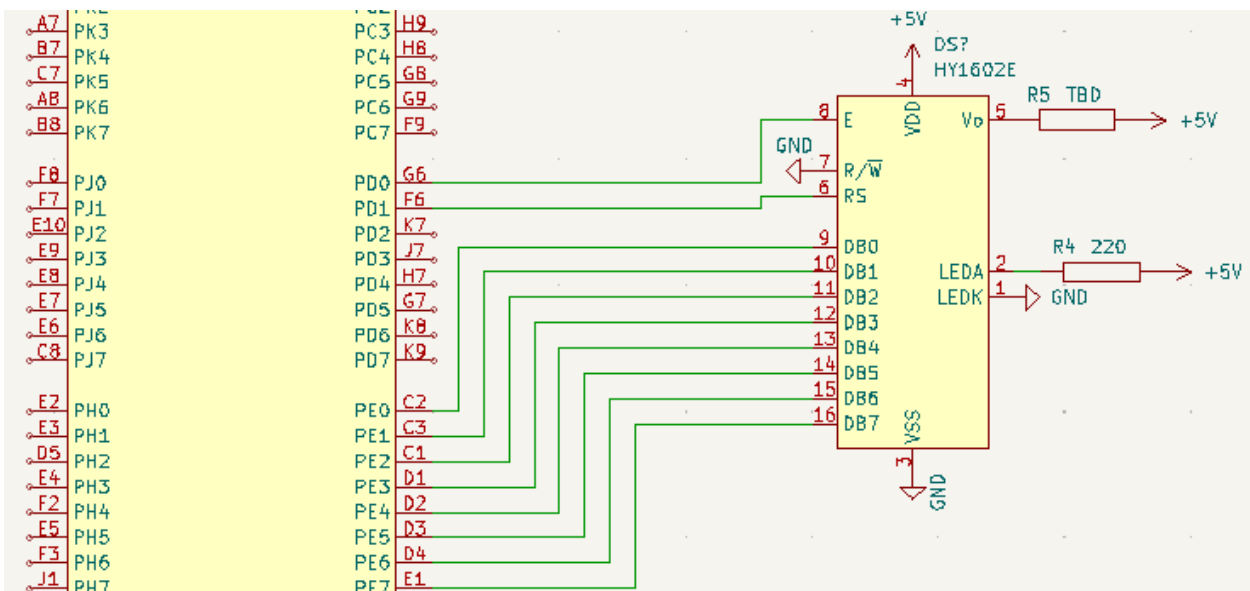 A7 PK3 PC3 H9
B7 PK4 PC4 H8
C7 PK5 PC5 G8
A8 PK6 PC6 G9
B8 PK7 PC7 F9
F8 PJ0 PD0 G6
F7 PJ1 PD1 F6
E10 PJ2 PD2 K7
E9 PJ3 PD3 J7
E8 PJ4 PD4 H7
E7 PJ5 PD5 G7
E6 PJ6 PD6 K8
C8 PJ7 PD7 K9
E2 PH0 PE0 C2
E3 PH1 PE1 C3
D5 PH2 PE2 C1
E4 PH3 PE3 D1
F2 PH4 PE4 D2
E5 PH5 PE5 D3
F3 PH6 PE6 D4
J1 PH7 PE7 E1
+5V
DS?
HY1602E
4 VDD
8 E
Vo 5
R5 TBD
+5V
GND
7 R/W
6 RS
9 DB0
10 DB1
11 DB2
12 DB3
13 DB4
14 DB5
15 DB6
16 DB7
LEDA 2
R4 220
+5V
LEDK 1
GND
VSS 3
GND